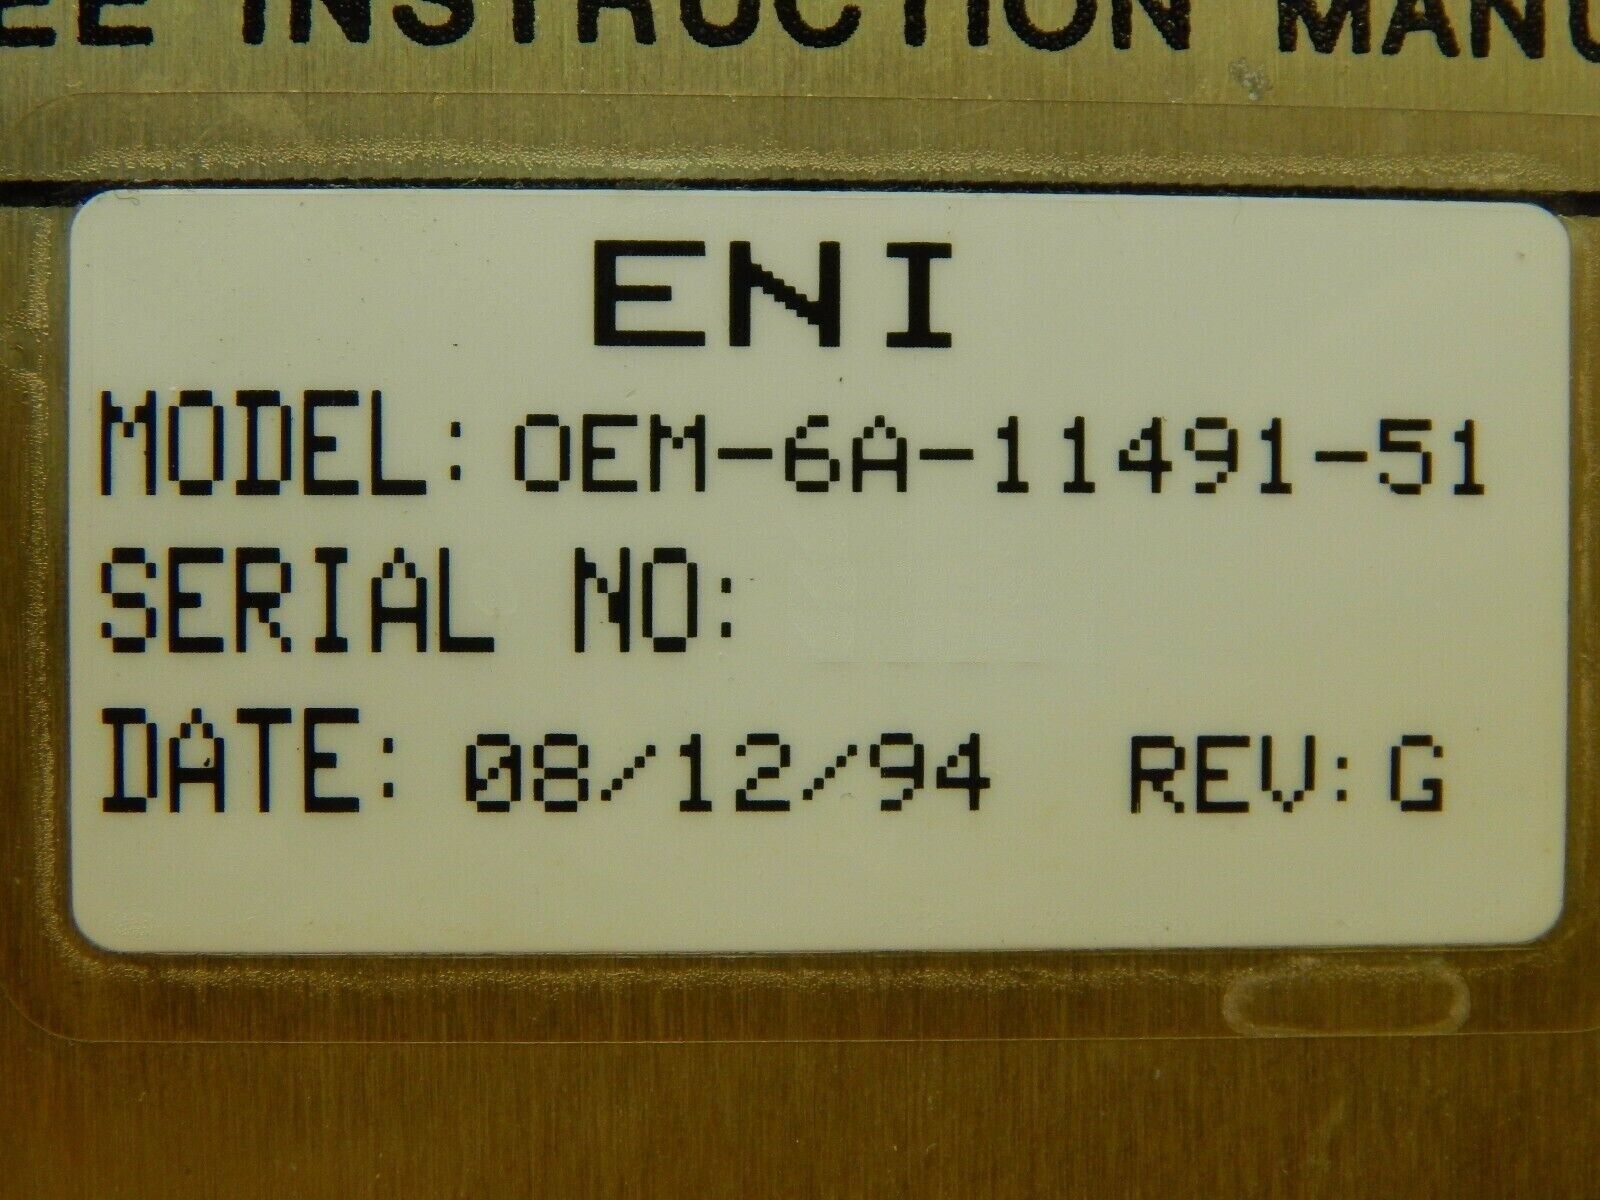 EE INSTRUCTION MANU
ENI
MODEL: OEM-6A-11491-51
SERIAL NO:
DATE: 08/12/94 REV: G